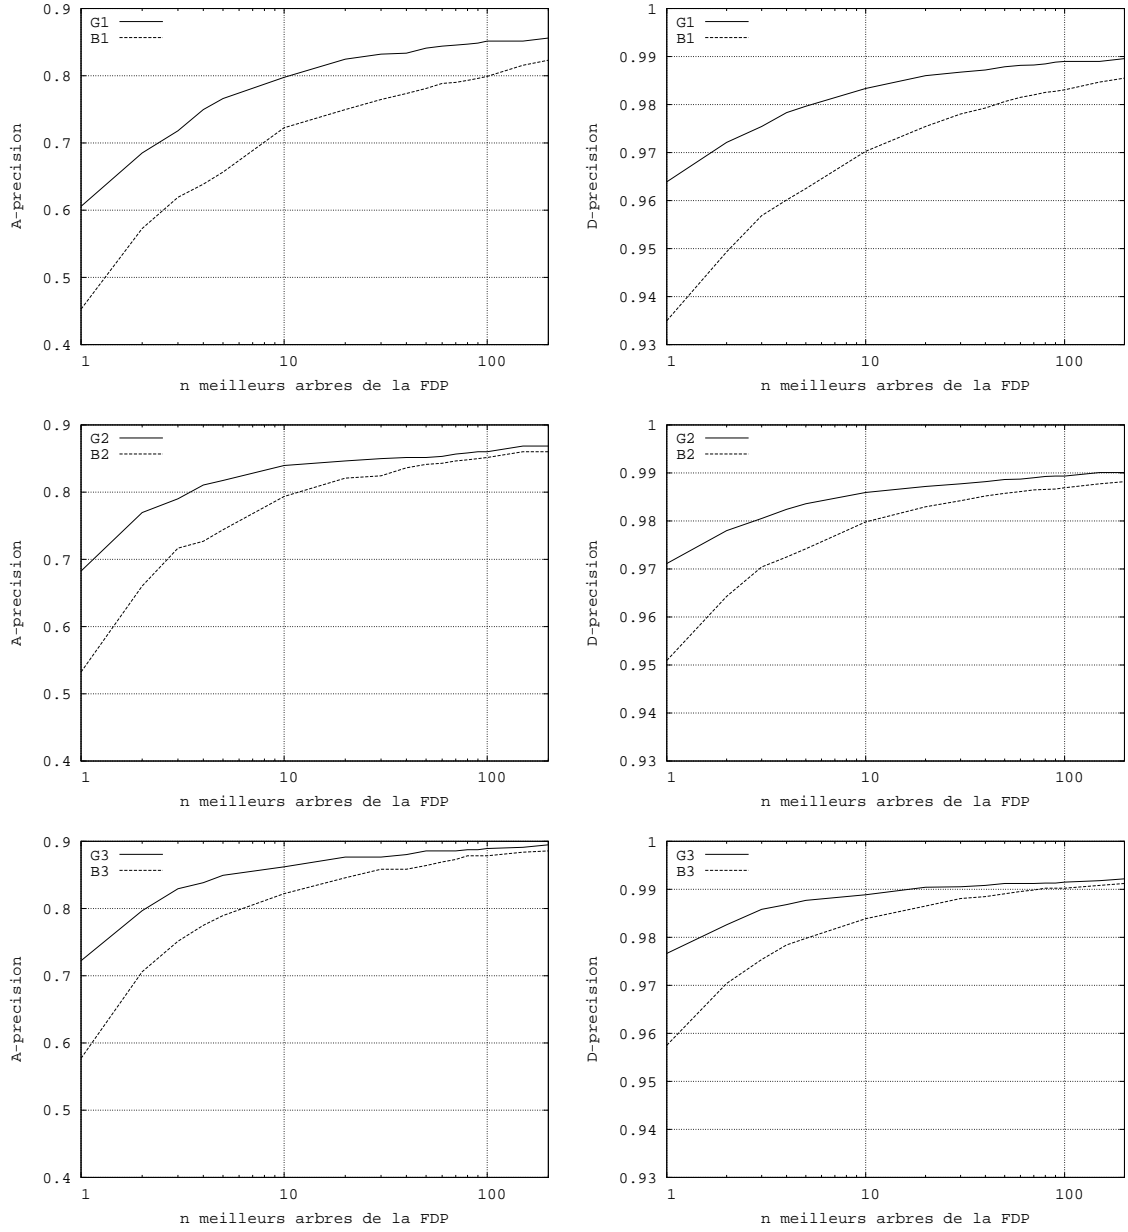 0.9
0.8
0.7
0.6
0.5
0.4
A-precision
G1
B1
1 10 100
n meilleurs arbres de la FDP
1
0.99
0.98
0.97
0.96
0.95
0.94
0.93
D-precision
G1
B1
1 10 100
n meilleurs arbres de la FDP
0.9
0.8
0.7
0.6
0.5
0.4
A-precision
G2
B2
1 10 100
n meilleurs arbres de la FDP
1
0.99
0.98
0.97
0.96
0.95
0.94
0.93
D-precision
G2
B2
1 10 100
n meilleurs arbres de la FDP
0.9
0.8
0.7
0.6
0.5
0.4
A-precision
G3
B3
1 10 100
n meilleurs arbres de la FDP
1
0.99
0.98
0.97
0.96
0.95
0.94
0.93
D-precision
G3
B3
1 10 100
n meilleurs arbres de la FDP